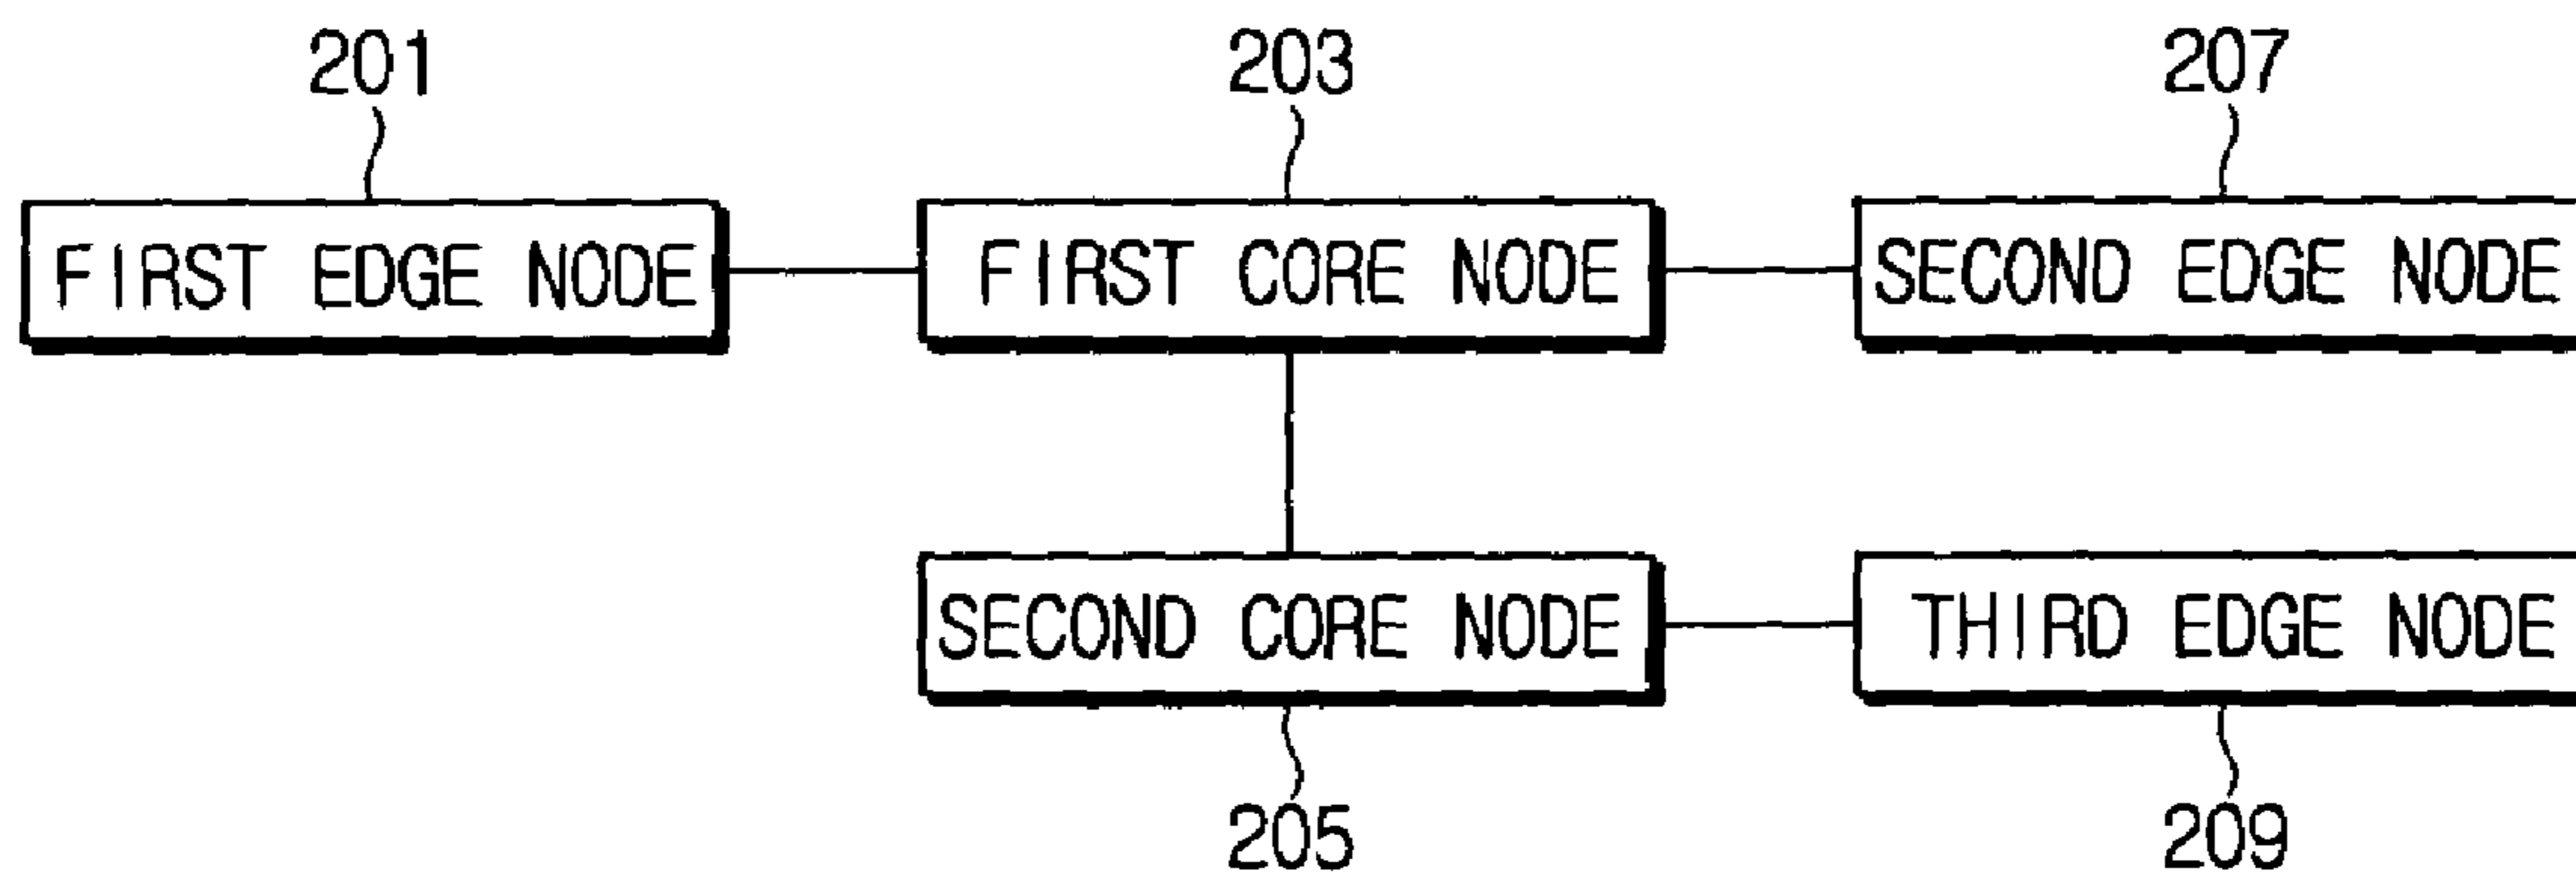 201 203 207
FIRST EDGE NODE FIRST CORE NODE SECOND EDGE NODE
SECOND CORE NODE THIRD EDGE NODE
205 209